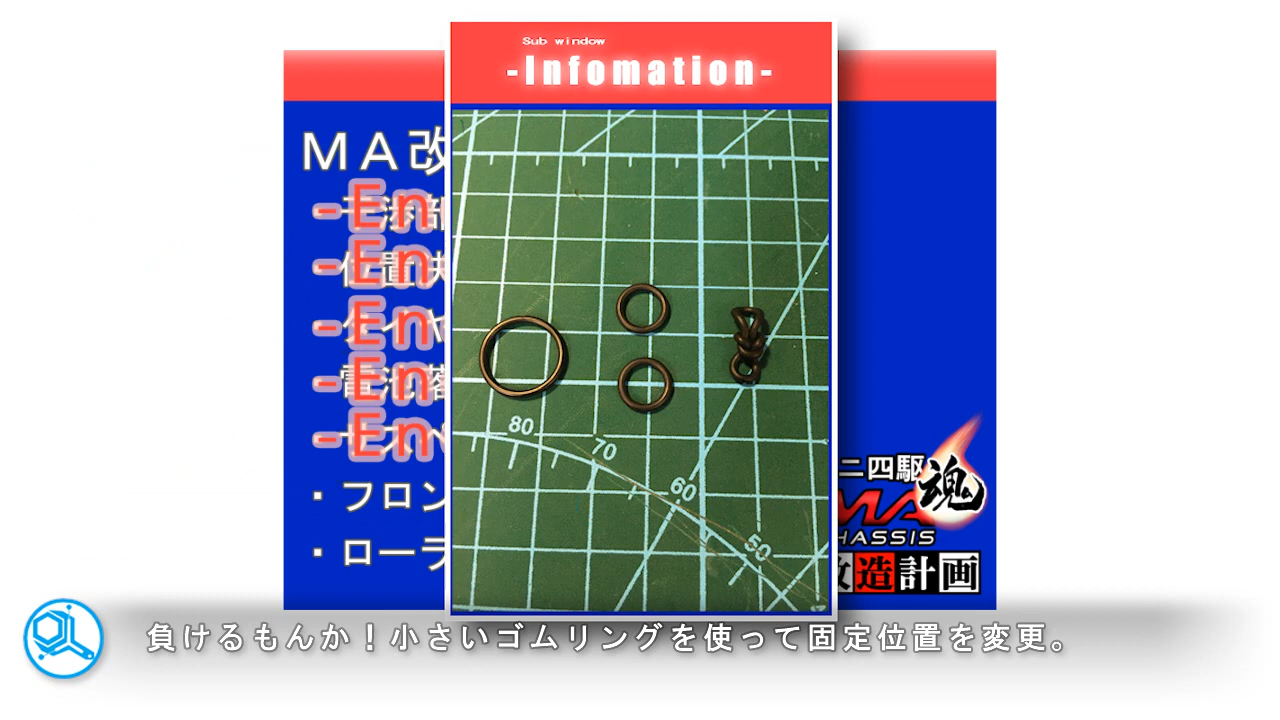 Sub window
-Infomation-
ＭＡ改
-En
-En
-En
-En
-En
・フロン
・ローラ
80
70
60
50
二四駆
魂
MA
HASSIS
改造計画
負けるもんか！小さいゴムリングを使って固定位置を変更。